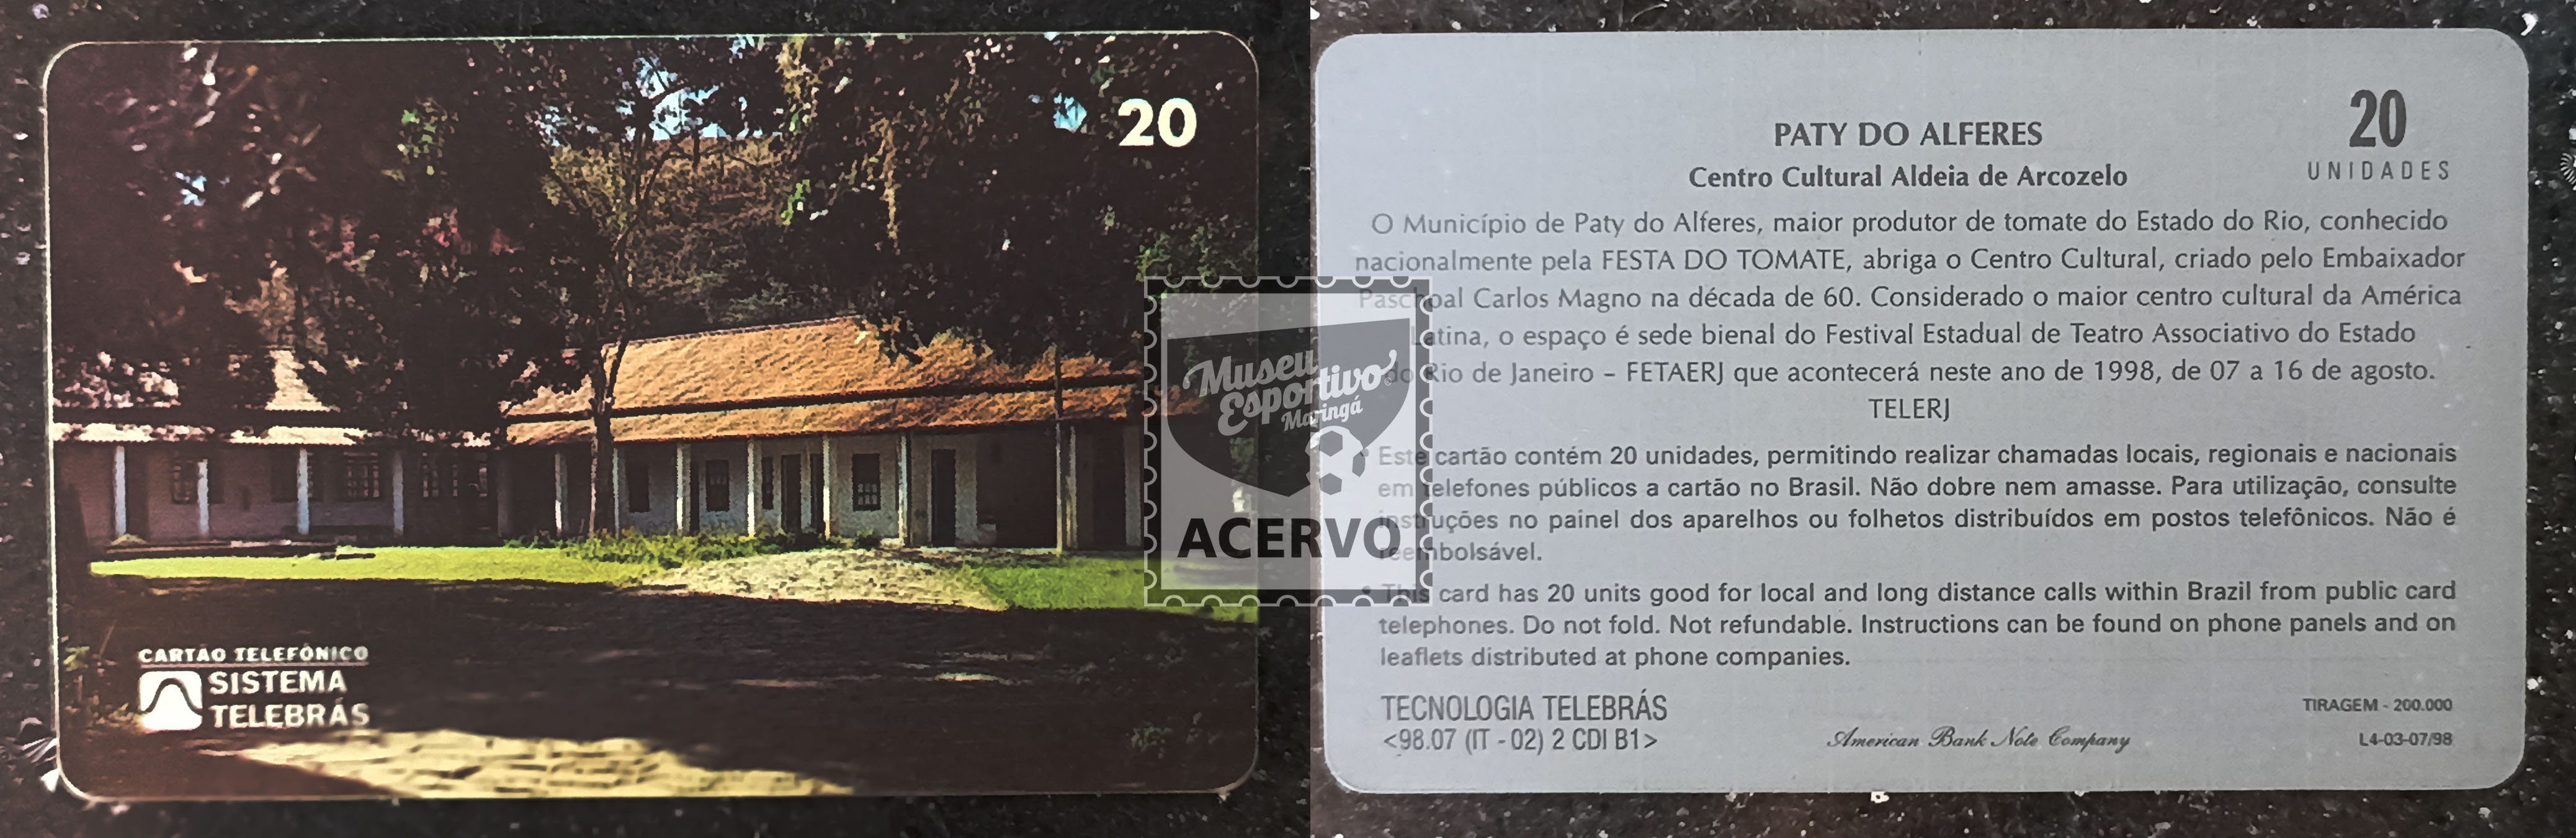 20
CARTÃO TELEFÔNICO
SISTEMA
TELEBRÁS
Museu
Esportivo
Maringá
ACERVO
20
UNIDADES
PATY DO ALFERES
Centro Cultural Aldeia de Arcozelo
O Município de Paty do Alferes, maior produtor de tomate do Estado do Rio, conhecido
nacionalmente pela FESTA DO TOMATE, abriga o Centro Cultural, criado pelo Embaixador
Paschoal Carlos Magno na década de 60. Considerado o maior centro cultural da América
Latina, o espaço é sede bienal do Festival Estadual de Teatro Associativo do Estado
do Rio de Janeiro – FETAERJ que acontecerá neste ano de 1998, de 07 a 16 de agosto.
TELERJ
• Este cartão contém 20 unidades, permitindo realizar chamadas locais, regionais e nacionais
em telefones públicos a cartão no Brasil. Não dobre nem amasse. Para utilização, consulte
instruções no painel dos aparelhos ou folhetos distribuídos em postos telefônicos. Não é
reembolsável.
• This card has 20 units good for local and long distance calls within Brazil from public card
telephones. Do not fold. Not refundable. Instructions can be found on phone panels and on
leaflets distributed at phone companies.
TECNOLOGIA TELEBRÁS
<98.07 (IT - 02) 2 CDI B1>
American Bank Note Company
TIRAGEM - 200.000
L4-03-07/98